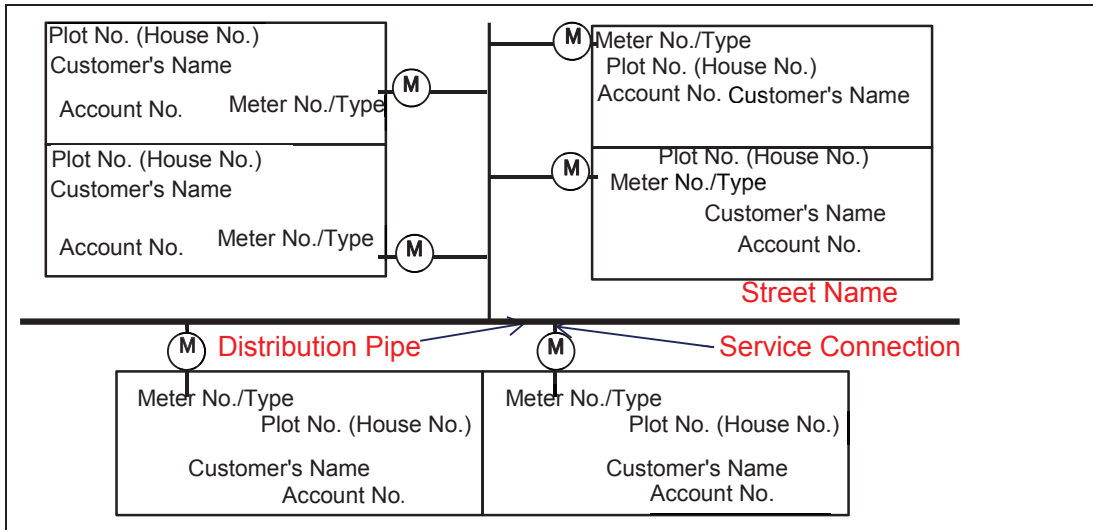 Plot No. (House No.)
Customer's Name
Account No. Meter No./Type
M
Plot No. (House No.)
Customer's Name
Account No. Meter No./Type
M
M
Meter No./Type
Plot No. (House No.)
Account No. Customer's Name
M
Plot No. (House No.)
Meter No./Type
Customer's Name
Account No.
Street Name
M
Distribution Pipe
M
Service Connection
Meter No./Type
Plot No. (House No.)
Customer's Name
Account No.
Meter No./Type
Plot No. (House No.)
Customer's Name
Account No.